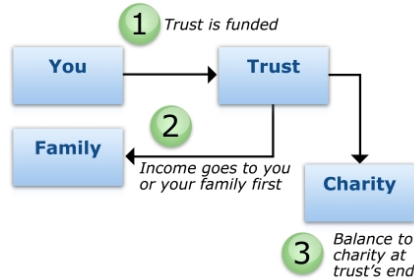 1
Trust is funded
You
Trust
2
Family
Income goes to you
or your family first
Charity
3
Balance to
charity at
trust's end